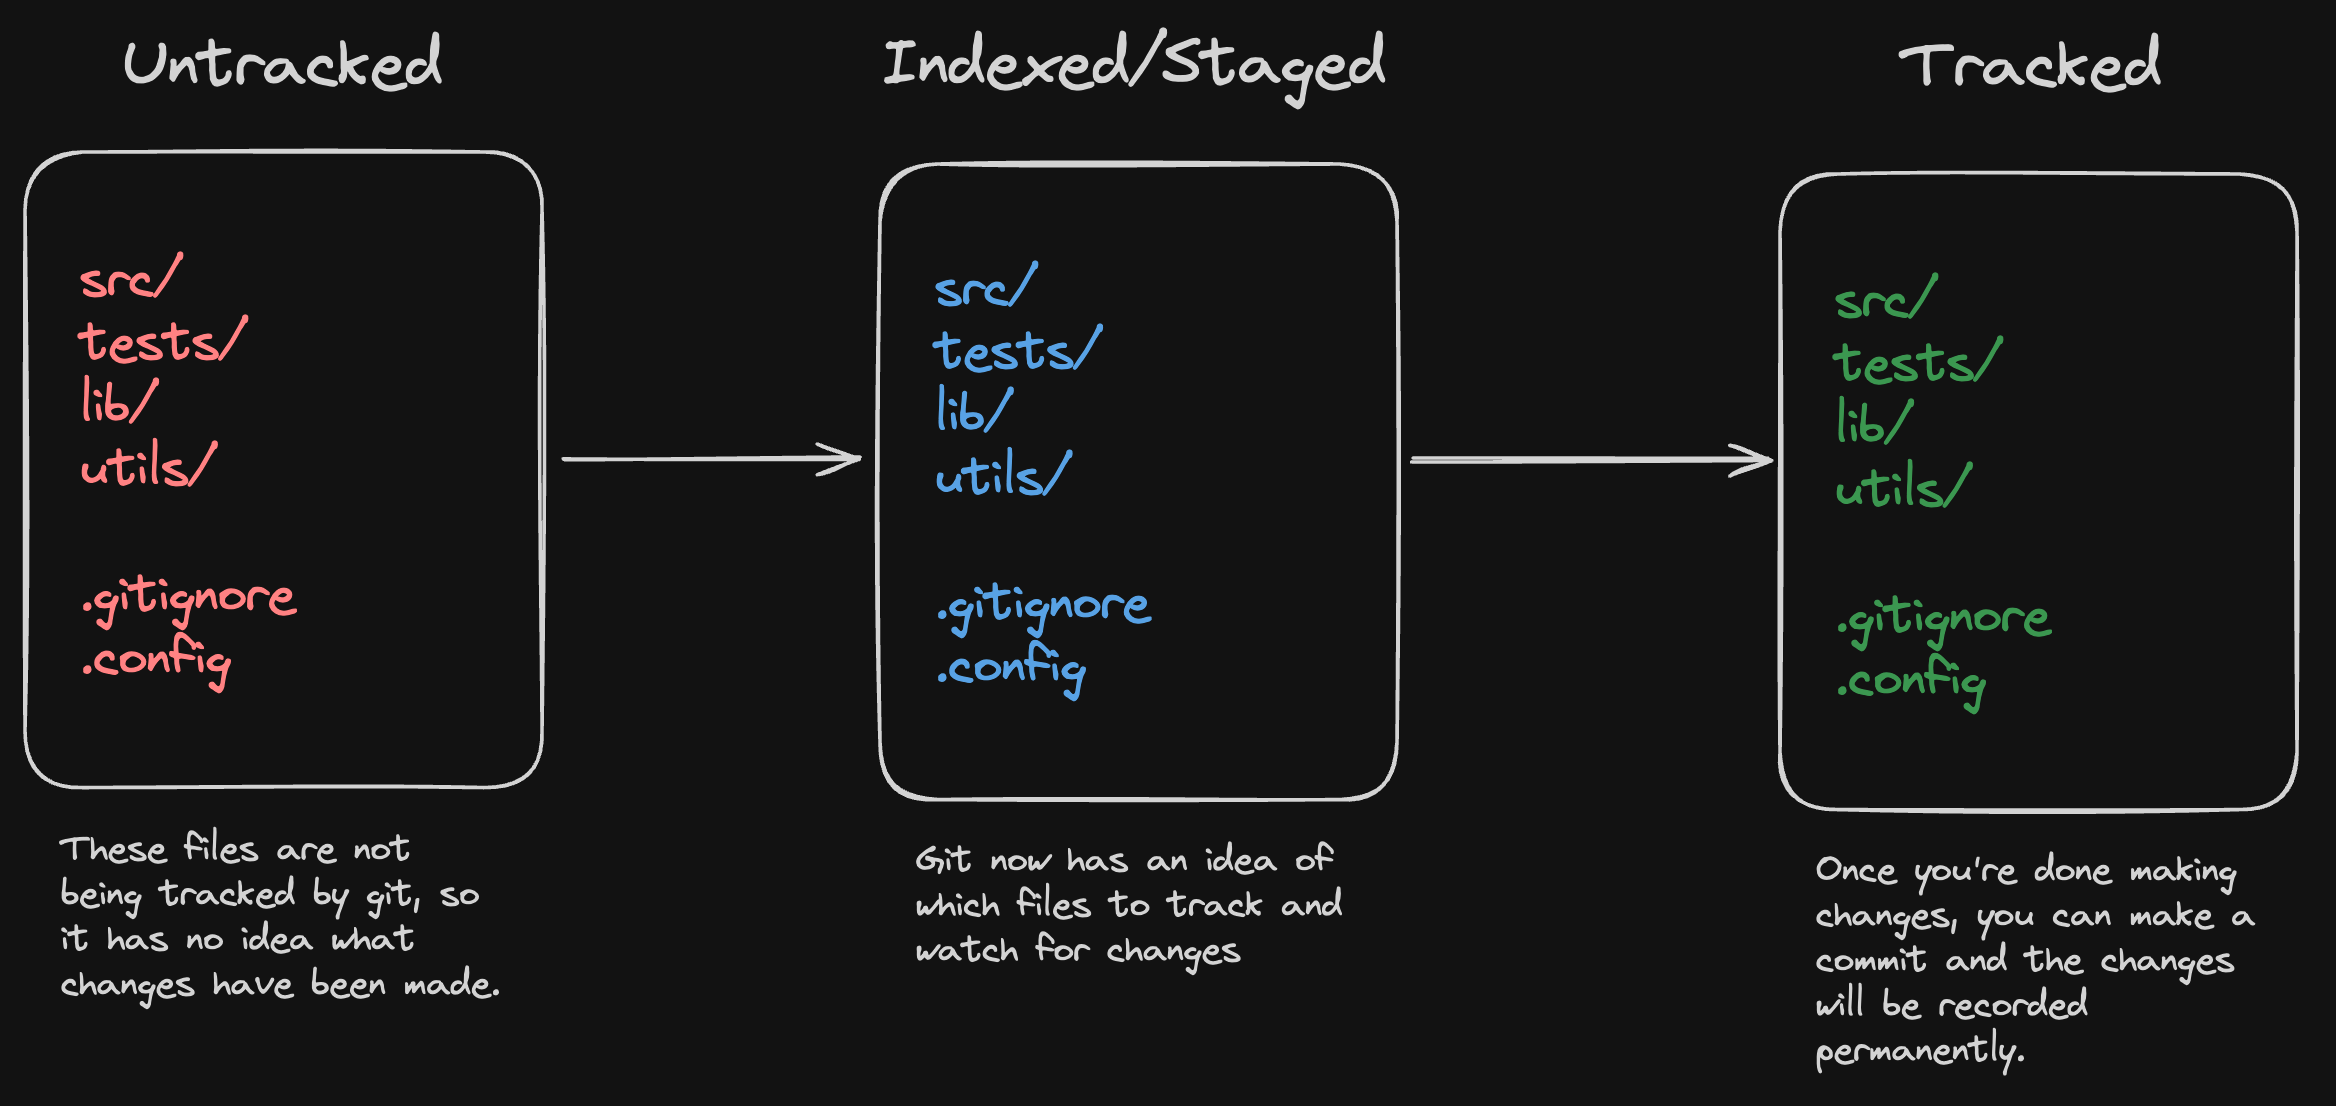 Untracked
src/
tests/
lib/
utils/
.gitignore
.config
These files are not
being tracked by git, so
it has no idea what
changes have been made.
Indexed/Staged
src/
tests/
lib/
utils/
.gitignore
.config
Git now has an idea of
which files to track and
watch for changes
Tracked
src/
tests/
lib/
utils/
.gitignore
.config
Once you're done making
changes, you can make a
commit and the changes
will be recorded
permanently.